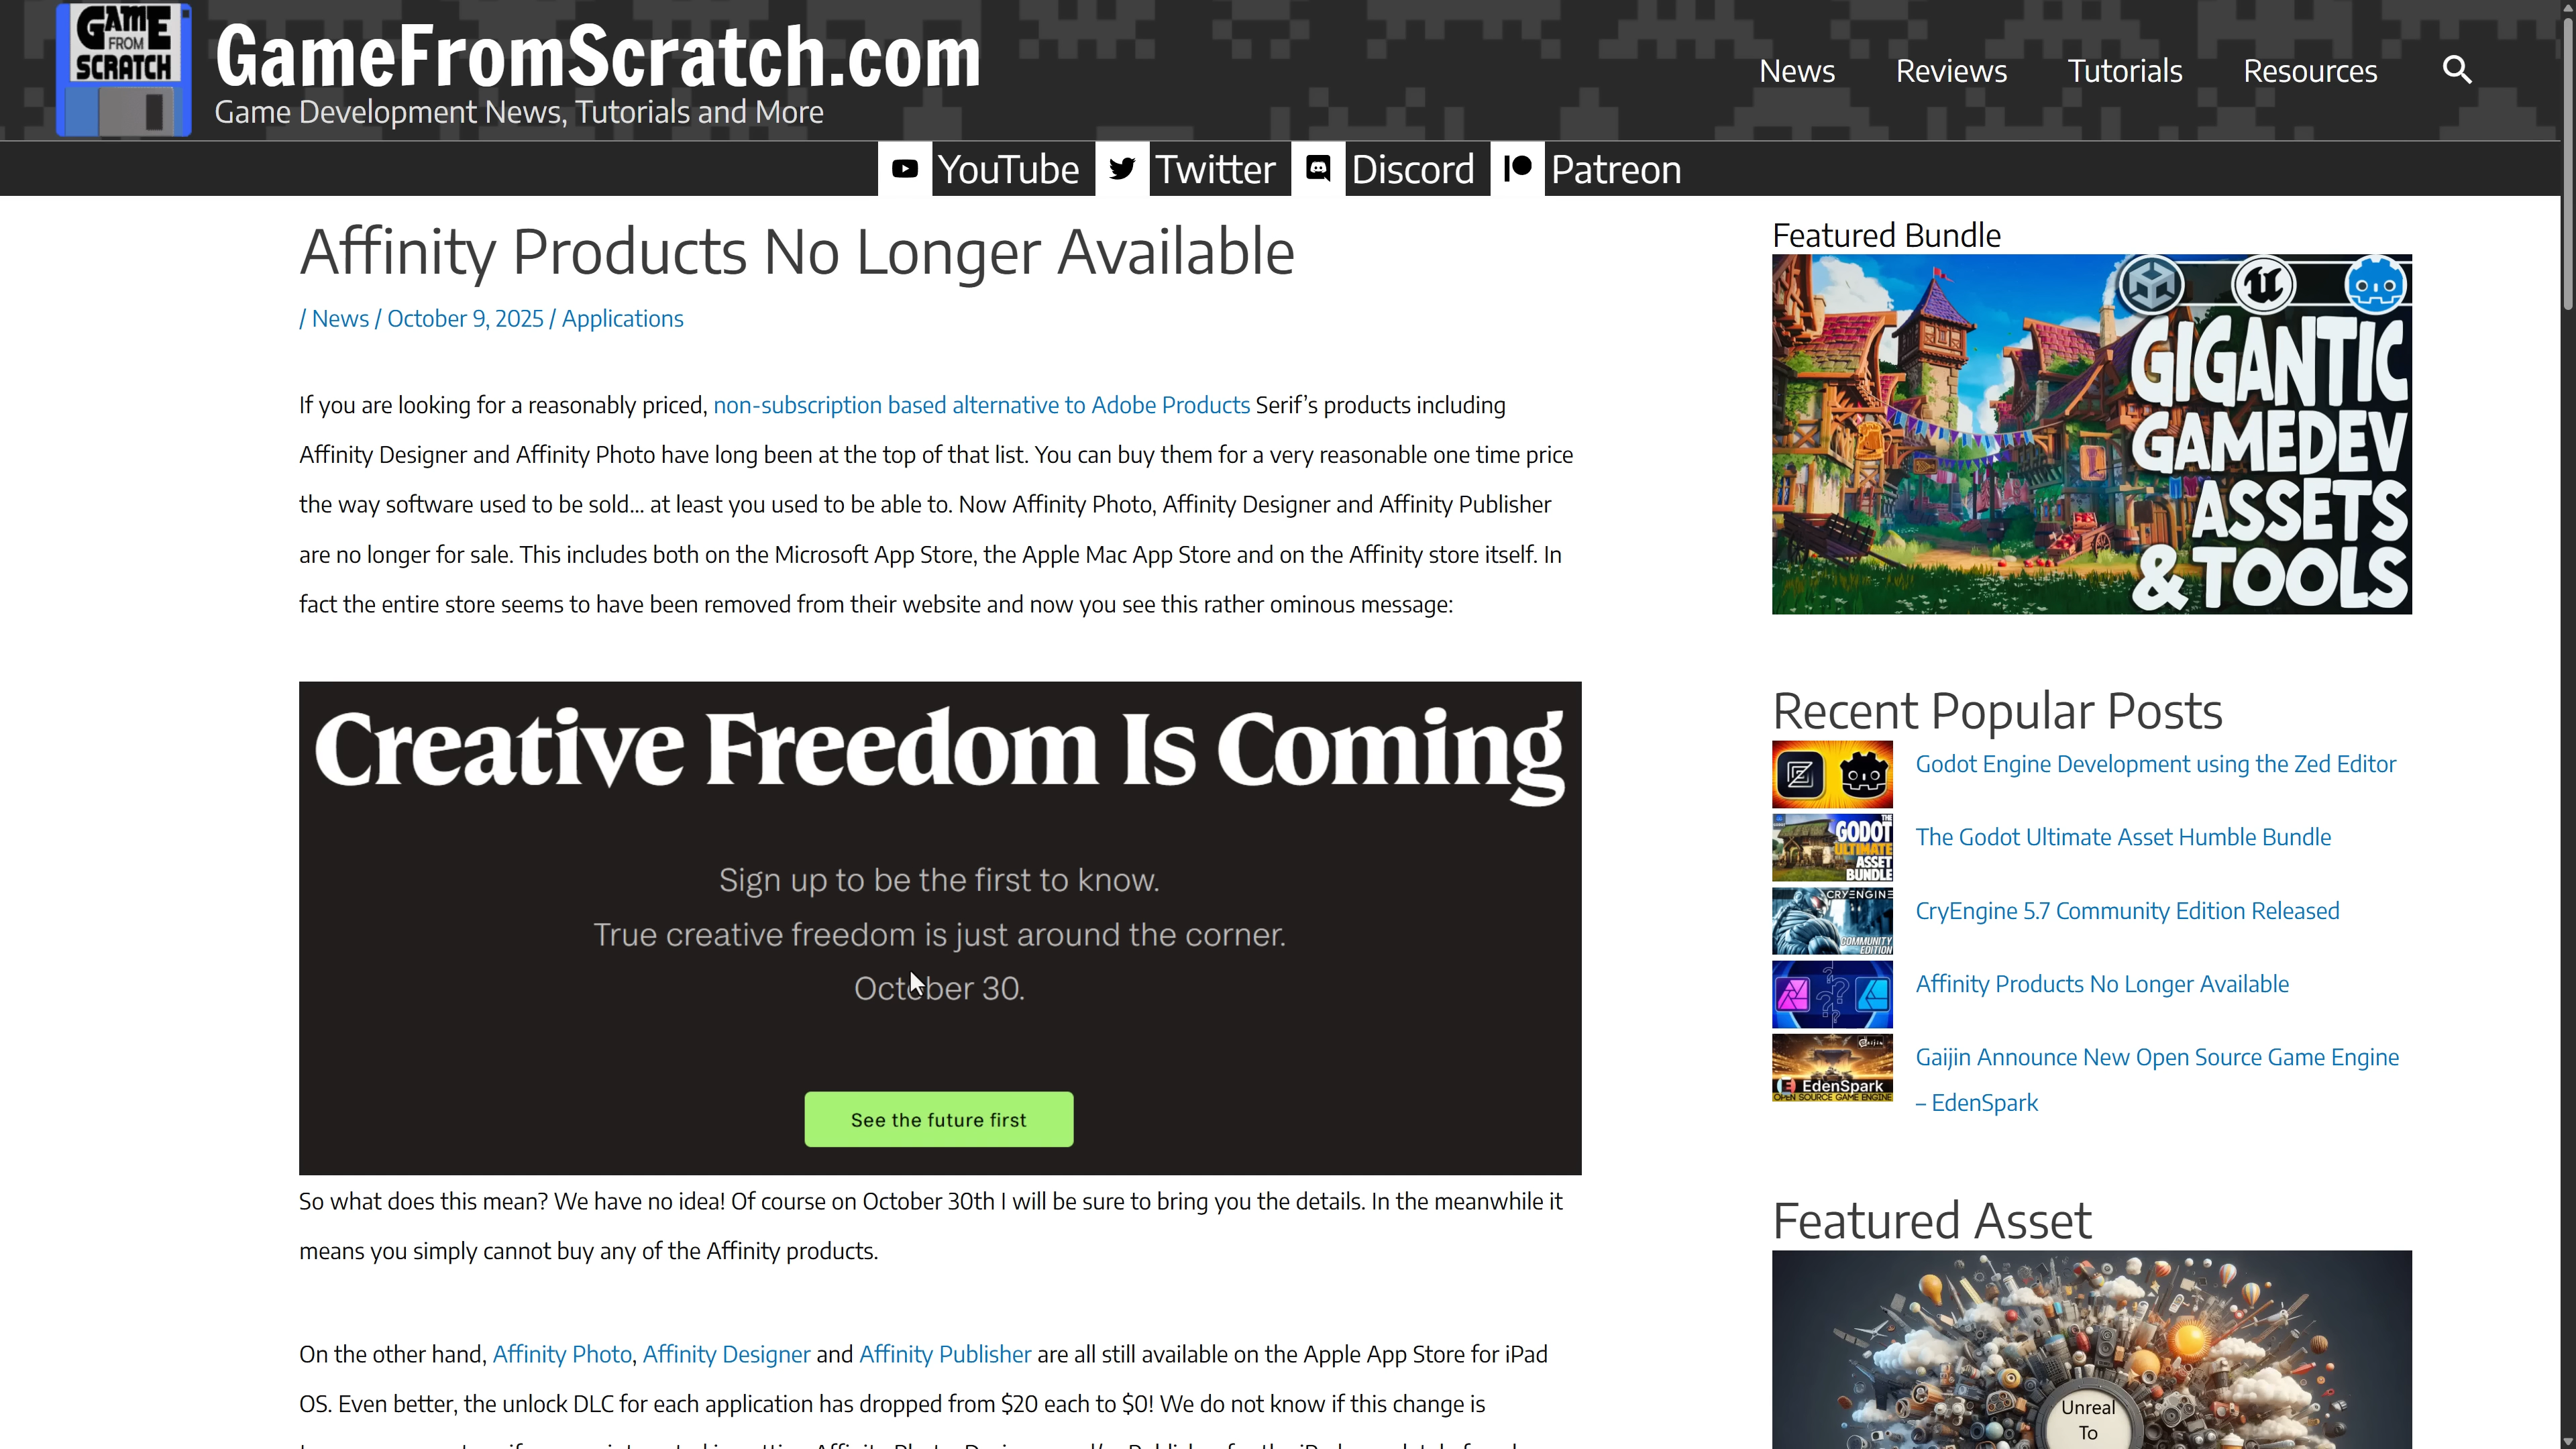 GAME
FROM
SCRATCH
GameFromScratch.com
Game Development News, Tutorials and More
News
Reviews
Tutorials
Resources
YouTube
Twitter
Discord
Patreon
Affinity Products No Longer Available
/ News / October 9, 2025 / Applications
If you are looking for a reasonably priced, non-subscription based alternative to Adobe Products Serif’s products including
Affinity Designer and Affinity Photo have long been at the top of that list. You can buy them for a very reasonable one time price
the way software used to be sold… at least you used to be able to. Now Affinity Photo, Affinity Designer and Affinity Publisher
are no longer for sale. This includes both on the Microsoft App Store, the Apple Mac App Store and on the Affinity store itself. In
fact the entire store seems to have been removed from their website and now you see this rather ominous message:
Creative Freedom Is Coming
Sign up to be the first to know.
True creative freedom is just around the corner.
October 30.
See the future first
So what does this mean? We have no idea! Of course on October 30th I will be sure to bring you the details. In the meanwhile it
means you simply cannot buy any of the Affinity products.
On the other hand, Affinity Photo, Affinity Designer and Affinity Publisher are all still available on the Apple App Store for iPad
OS. Even better, the unlock DLC for each application has dropped from $20 each to $0! We do not know if this change is
Featured Bundle
GIGANTIC
GAMEDEV
ASSETS
& TOOLS
Recent Popular Posts
Godot Engine Development using the Zed Editor
THE
GODOT
ULTIMATE
ASSET
BUNDLE
The Godot Ultimate Asset Humble Bundle
CRYENGINE
COMMUNITY
EDITION
CryEngine 5.7 Community Edition Released
Affinity Products No Longer Available
Gaijin
EdenSpark
OPEN SOURCE GAME ENGINE
Gaijin Announce New Open Source Game Engine
– EdenSpark
Featured Asset
Unreal
To